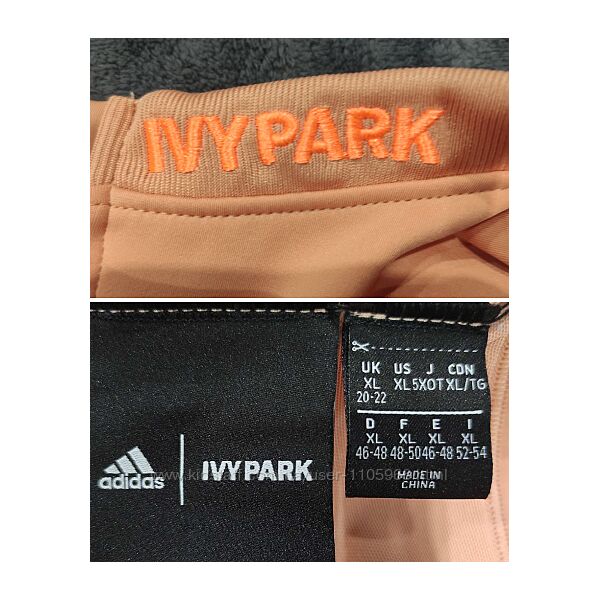 IVY PARK
adidas
IVY PARK
UK US J CDN
XL XL 5XOT XL/TG
20-22
D F E I
XL XL XL XL
46-48 48-50 46-48 52-54
MADE IN
CHINA